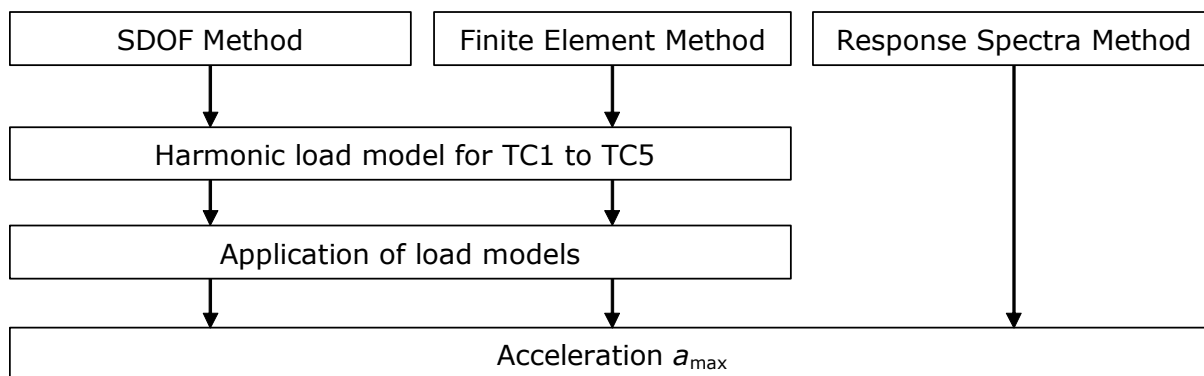 SDOF Method
Finite Element Method
Response Spectra Method
Harmonic load model for TC1 to TC5
Application of load models
Acceleration a_max